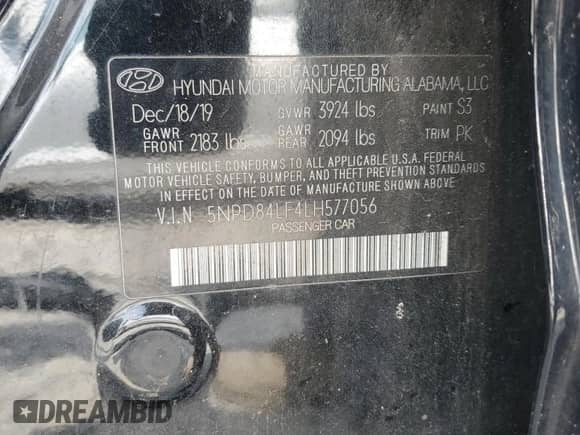 MANUFACTURED BY
HYUNDAI MOTOR MANUFACTURING ALABAMA, LLC
Dec/18/19 GVWR 3924 lbs PAINT S3
GAWR FRONT 2183 lbs GAWR REAR 2094 lbs TRIM PK
THIS VEHICLE CONFORMS TO ALL APPLICABLE U.S.A. FEDERAL
MOTOR VEHICLE SAFETY, BUMPER, AND THEFT PREVENTION STANDARDS
IN EFFECT ON THE DATE OF MANUFACTURE SHOWN ABOVE.
V.I.N 5NPD84LF4LH577056
PASSENGER CAR
DREAMBID